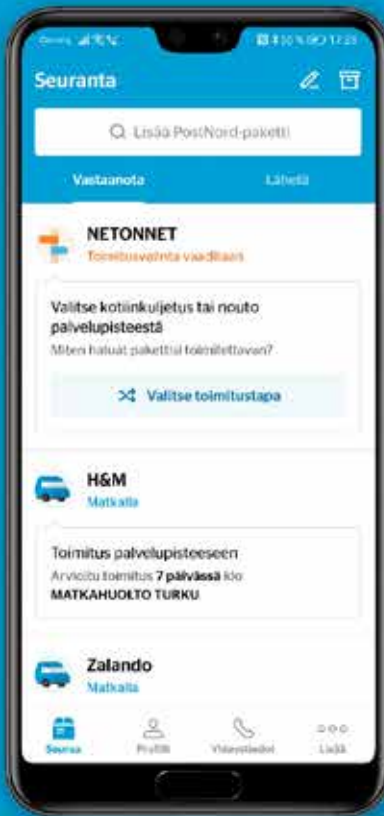 Seuranta
Lisää PostNord-paketti
Vastaanota
Lähetä
NETONNET
Toimitusvalinta vaaditaan
Valitse kotiinkuljetus tai nouto
palvelupisteestä
Miten haluat pakettisi toimitettavan?
Valitse toimitustapa
H&M
Matkalla
Toimitus palvelupisteeseen
Arvioitu toimitus 7 päivässä klo
MATKAHUOLTO TURKU
Zalando
Matkalla
Seuraa
Profiili
Yhteystiedot
Lisää